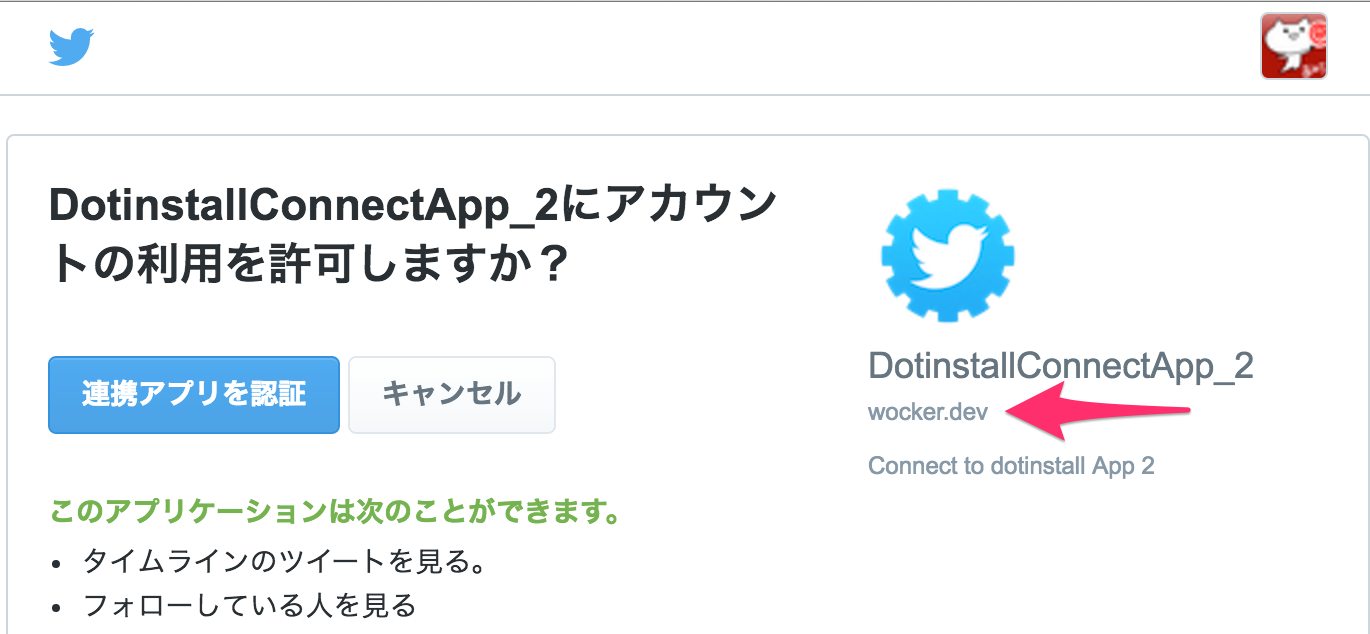 DotinstallConnectApp_2にアカウン
トの利用を許可しますか？
連携アプリを認証
キャンセル
このアプリケーションは次のことができます。
• タイムラインのツイートを見る。
• フォローしている人を見る
DotinstallConnectApp_2
wocker.dev
Connect to dotinstall App 2